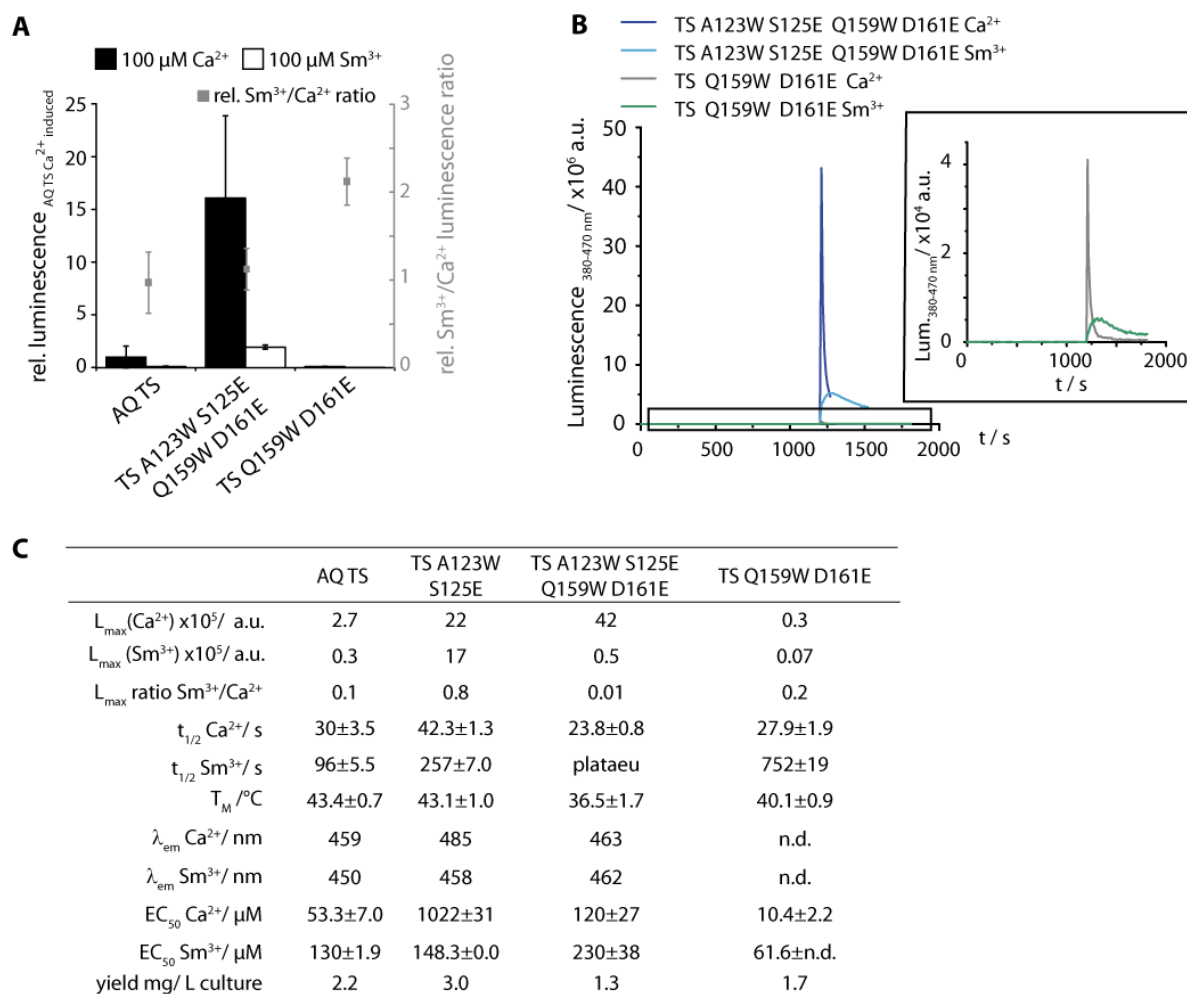 A
100 µM Ca²⁺ 100 µM Sm³⁺
rel. Sm³⁺/Ca²⁺ ratio
rel. luminescence AQ TS Ca²⁺ induced
25
20
15
10
5
0
3
2
1
0
rel. Sm³⁺/Ca²⁺ luminescence ratio
AQ TS
TS A123W S125E
Q159W D161E
TS Q159W D161E
B
TS A123W S125E Q159W D161E Ca²⁺
TS A123W S125E Q159W D161E Sm³⁺
TS Q159W D161E Ca²⁺
TS Q159W D161E Sm³⁺
Luminescence 380-470 nm/ x10⁶ a.u.
50
40
30
20
10
0
0 500 1000 1500 2000
t / s
Lum.380-470 nm/ x10⁴ a.u.
4
2
0
0 1000 2000
t / s
C
AQ TS TS A123W S125E TS A123W S125E Q159W D161E TS Q159W D161E
Lmax(Ca²⁺) x10⁵/ a.u. 2.7 22 42 0.3
Lmax (Sm³⁺) x10⁵/ a.u. 0.3 17 0.5 0.07
Lmax ratio Sm³⁺/Ca²⁺ 0.1 0.8 0.01 0.2
t1/2 Ca²⁺/ s 30±3.5 42.3±1.3 23.8±0.8 27.9±1.9
t1/2 Sm³⁺/ s 96±5.5 257±7.0 plataeu 752±19
TM /°C 43.4±0.7 43.1±1.0 36.5±1.7 40.1±0.9
λem Ca²⁺/ nm 459 485 463 n.d.
λem Sm³⁺/ nm 450 458 462 n.d.
EC50 Ca²⁺/ µM 53.3±7.0 1022±31 120±27 10.4±2.2
EC50 Sm³⁺/ µM 130±1.9 148.3±0.0 230±38 61.6±n.d.
yield mg/ L culture 2.2 3.0 1.3 1.7